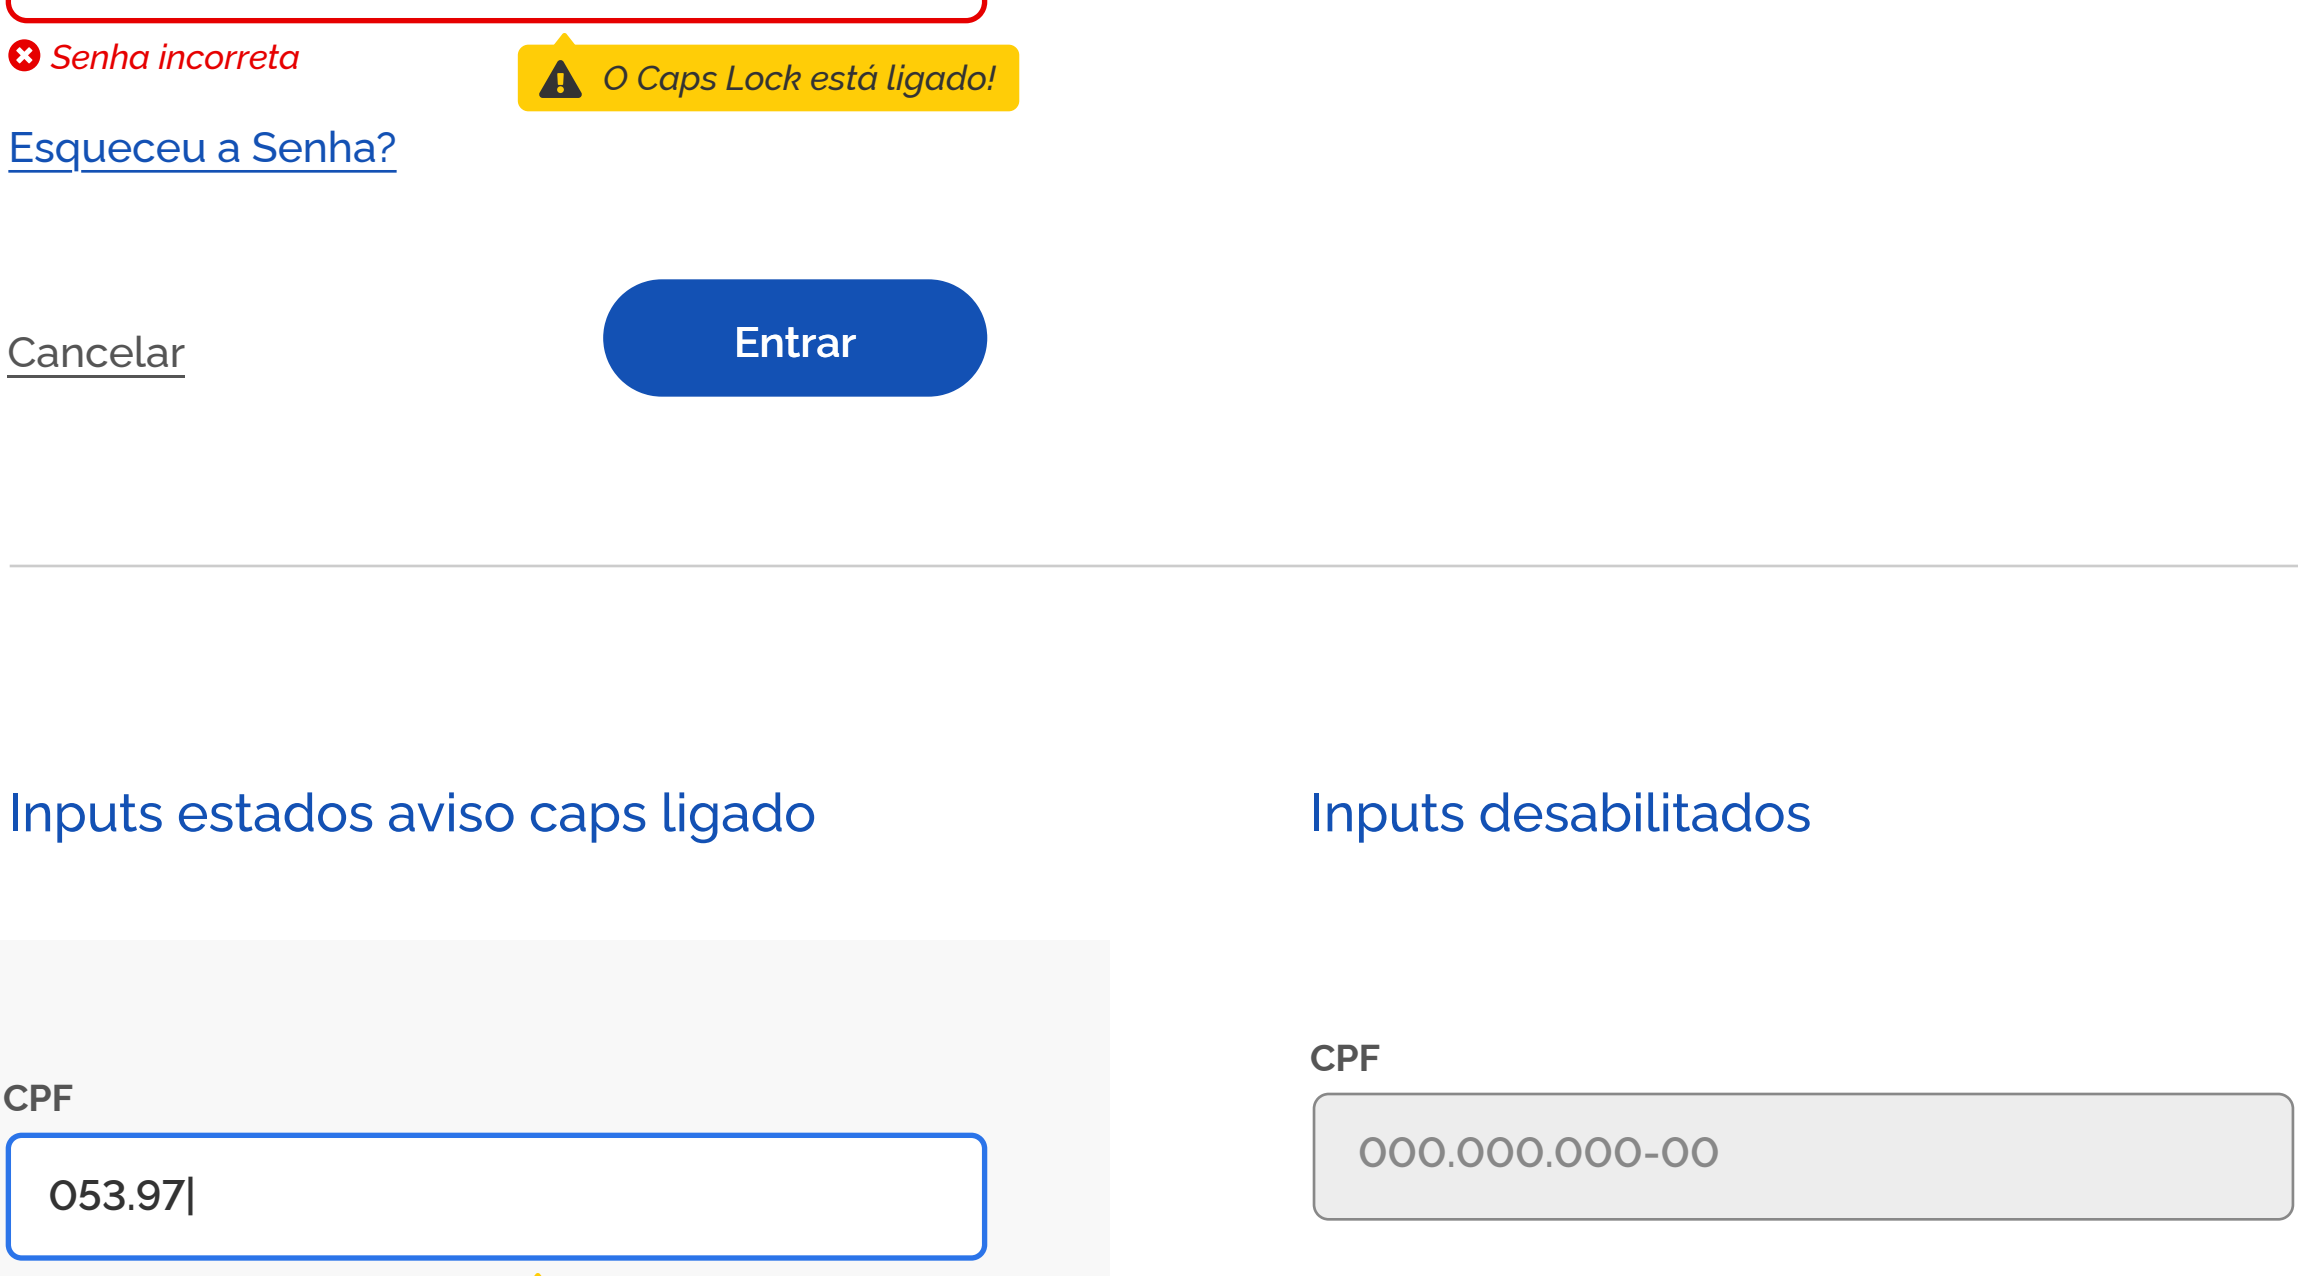 Senha incorreta
O Caps Lock está ligado!
Esqueceu a Senha?
Cancelar
Entrar
Inputs estados aviso caps ligado
Inputs desabilitados
CPF
053.97|
CPF
000.000.000-00